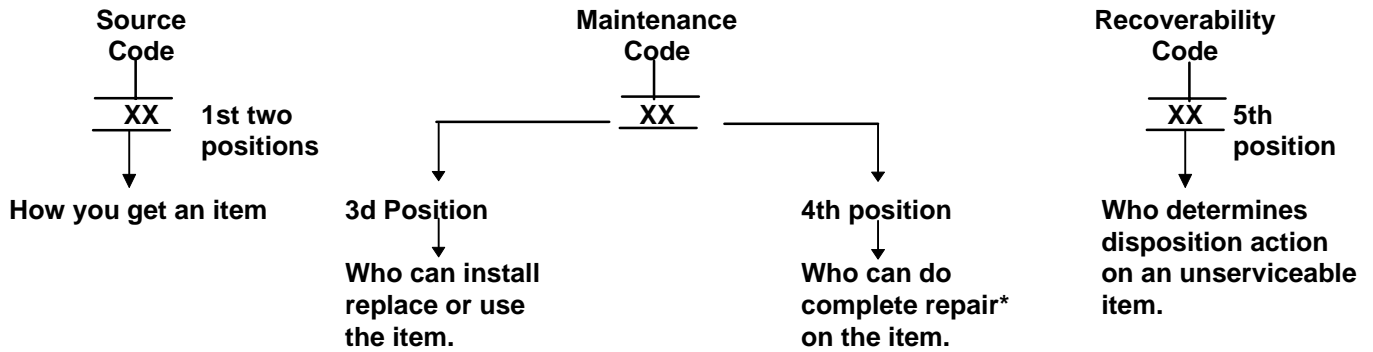 Source
Code
XX
1st two
positions
How you get an item
Maintenance
Code
XX
3d Position
Who can install
replace or use
the item.
4th position
Who can do
complete repair*
on the item.
Recoverability
Code
XX
5th
position
Who determines
disposition action
on an unserviceable
item.